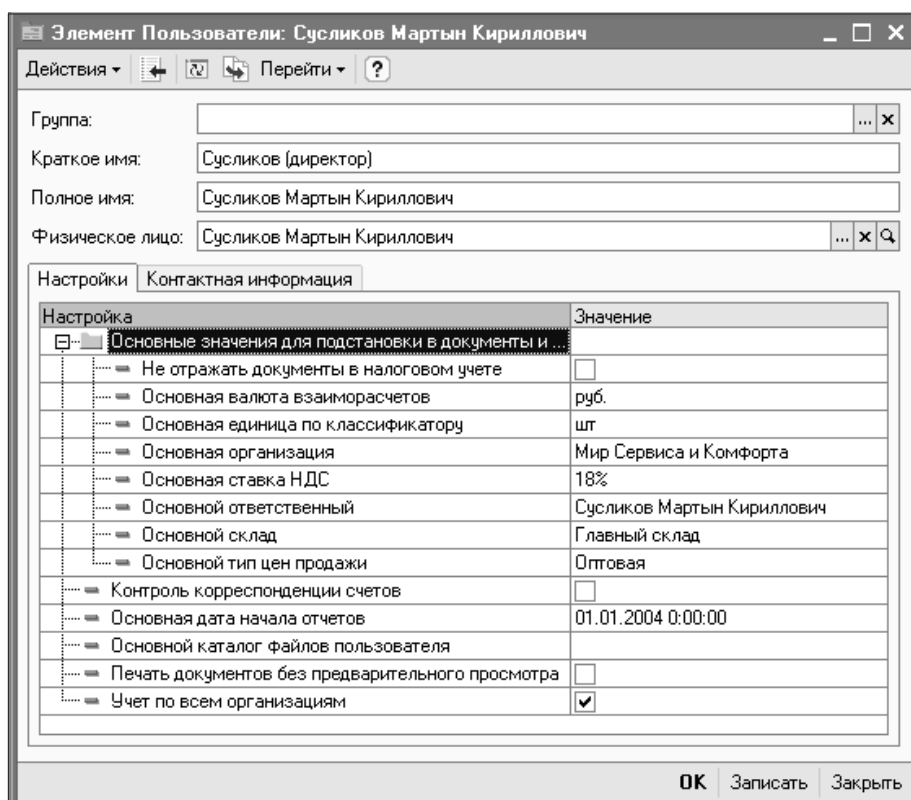 Элемент Пользователи: Сусликов Мартын Кириллович
Действия Перейти ?
Группа: ...
Краткое имя: Сусликов (директор)
Полное имя: Сусликов Мартын Кириллович
Физическое лицо: Сусликов Мартын Кириллович ...
Настройки Контактная информация
Настройка Значение
Основные значения для подстановки в документы и ...
Не отражать документы в налоговом учете
Основная валюта взаиморасчетов руб.
Основная единица по классификатору шт
Основная организация Мир Сервиса и Комфорта
Основная ставка НДС 18%
Основной ответственный Сусликов Мартын Кириллович
Основной склад Главный склад
Основной тип цен продажи Оптовая
Контроль корреспонденции счетов
Основная дата начала отчетов 01.01.2004 0:00:00
Основной каталог файлов пользователя
Печать документов без предварительного просмотра
Учет по всем организациям
OK Записать Закрыть